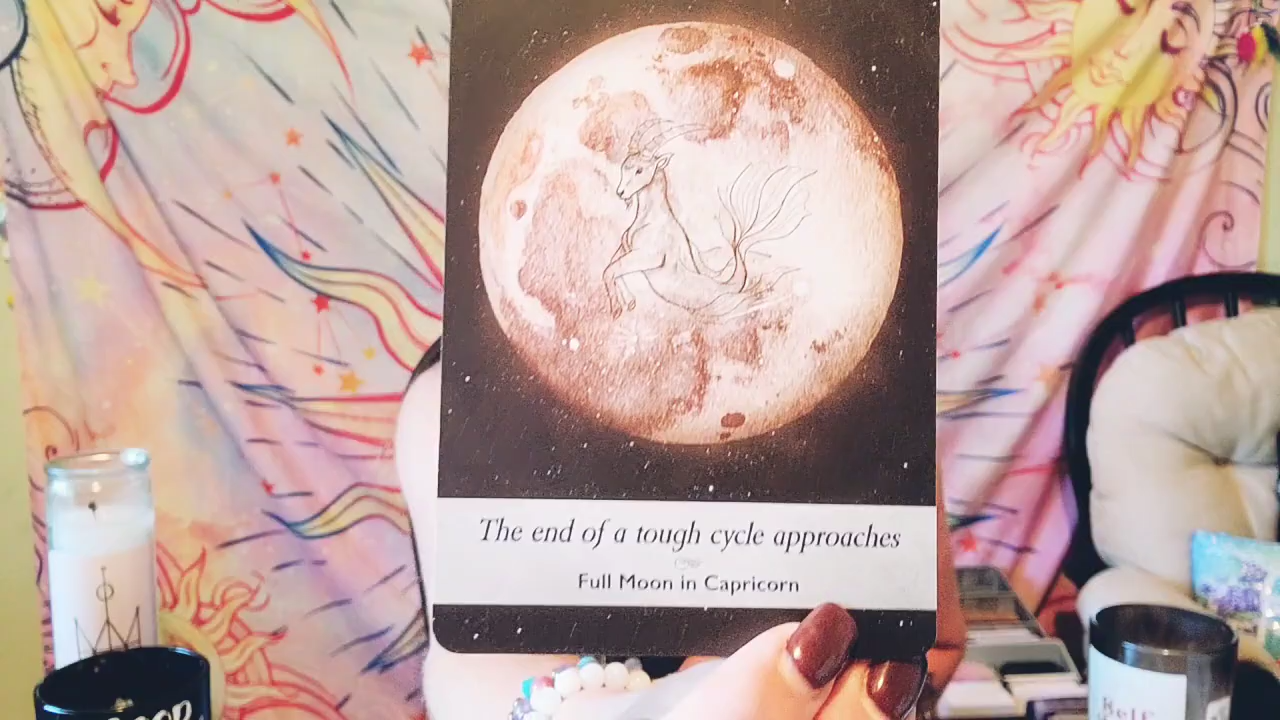 The end of a tough cycle approaches
Full Moon in Capricorn